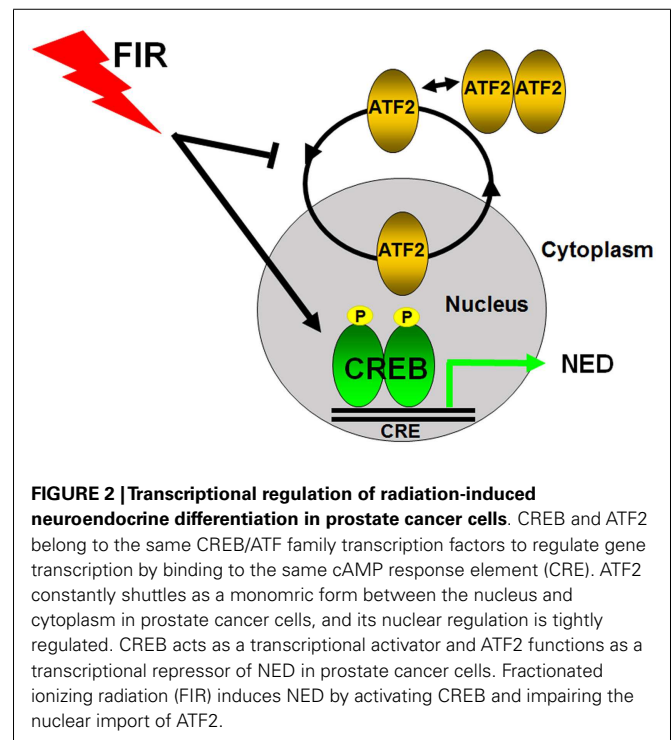 FIR
ATF2
ATF2 ATF2
ATF2
Cytoplasm
Nucleus
P P
CREB
NED
CRE
FIGURE 2 | Transcriptional regulation of radiation-induced
neuroendocrine differentiation in prostate cancer cells. CREB and ATF2
belong to the same CREB/ATF family transcription factors to regulate gene
transcription by binding to the same cAMP response element (CRE). ATF2
constantly shuttles as a monomric form between the nucleus and
cytoplasm in prostate cancer cells, and its nuclear regulation is tightly
regulated. CREB acts as a transcriptional activator and ATF2 functions as a
transcriptional repressor of NED in prostate cancer cells. Fractionated
ionizing radiation (FIR) induces NED by activating CREB and impairing the
nuclear import of ATF2.